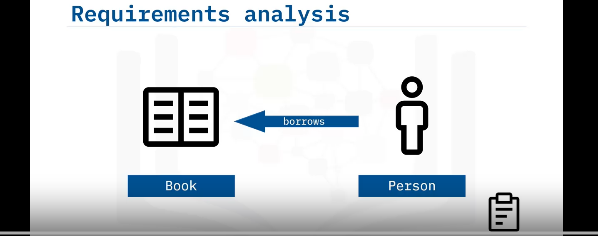 Requirements analysis
borrows
Book
Person